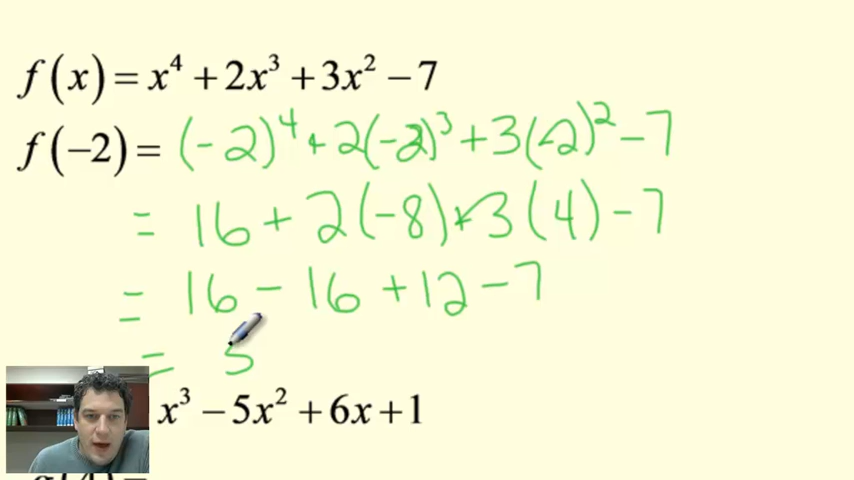 f(x) = x⁴ + 2x³ + 3x² − 7
f(−2) = (-2)⁴ + 2(-2)³ + 3(-2)² - 7
= 16 + 2(-8) + 3(4) - 7
= 16 - 16 + 12 - 7
= 5
x³ − 5x² + 6x + 1